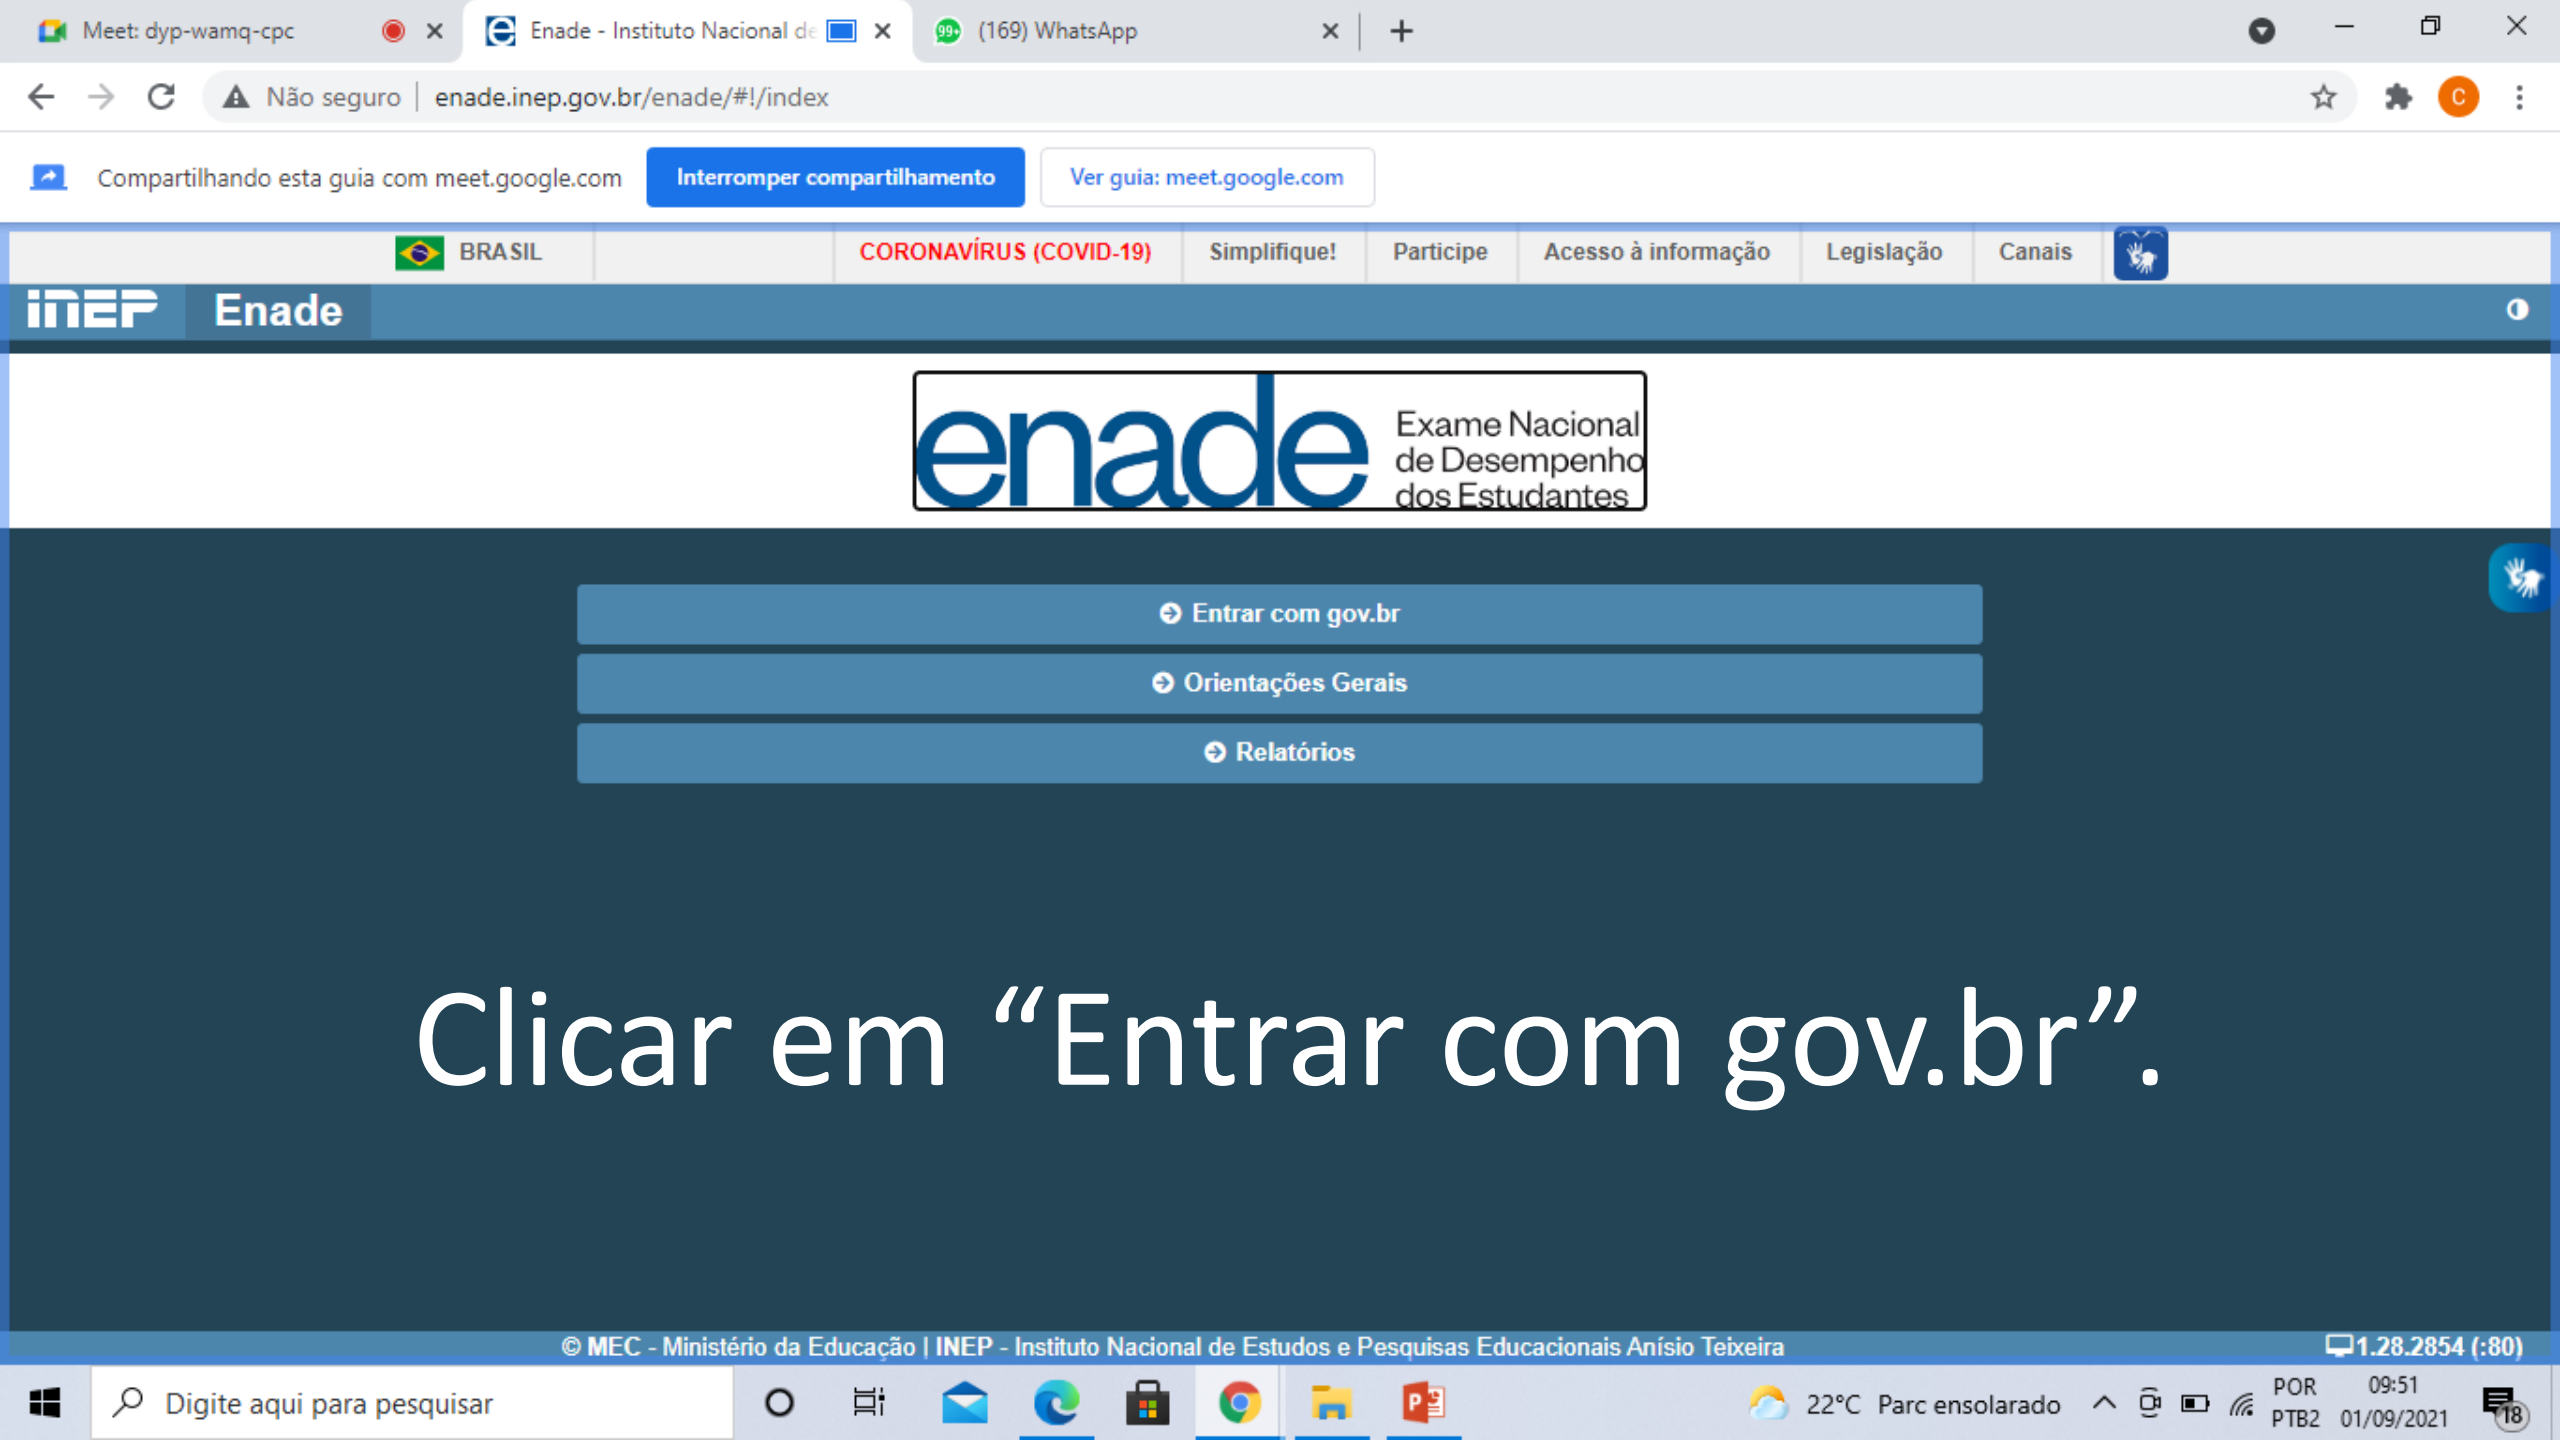 Meet: dyp-wamq-cpc
Enade - Instituto Nacional de
99+ (169) WhatsApp
Não seguro | enade.inep.gov.br/enade/#!/index
C
Compartilhando esta guia com meet.google.com Interromper compartilhamento Ver guia: meet.google.com
BRASIL CORONAVÍRUS (COVID-19) Simplifique! Participe Acesso à informação Legislação Canais
inep Enade
enade Exame Nacional
de Desempenho
dos Estudantes
Entrar com gov.br
Orientações Gerais
Relatórios
Clicar em “Entrar com gov.br”.
© MEC - Ministério da Educação | INEP - Instituto Nacional de Estudos e Pesquisas Educacionais Anísio Teixeira 1.28.2854 (:80)
Digite aqui para pesquisar
22°C Parc ensolarado
POR
PTB2
09:51
01/09/2021
18